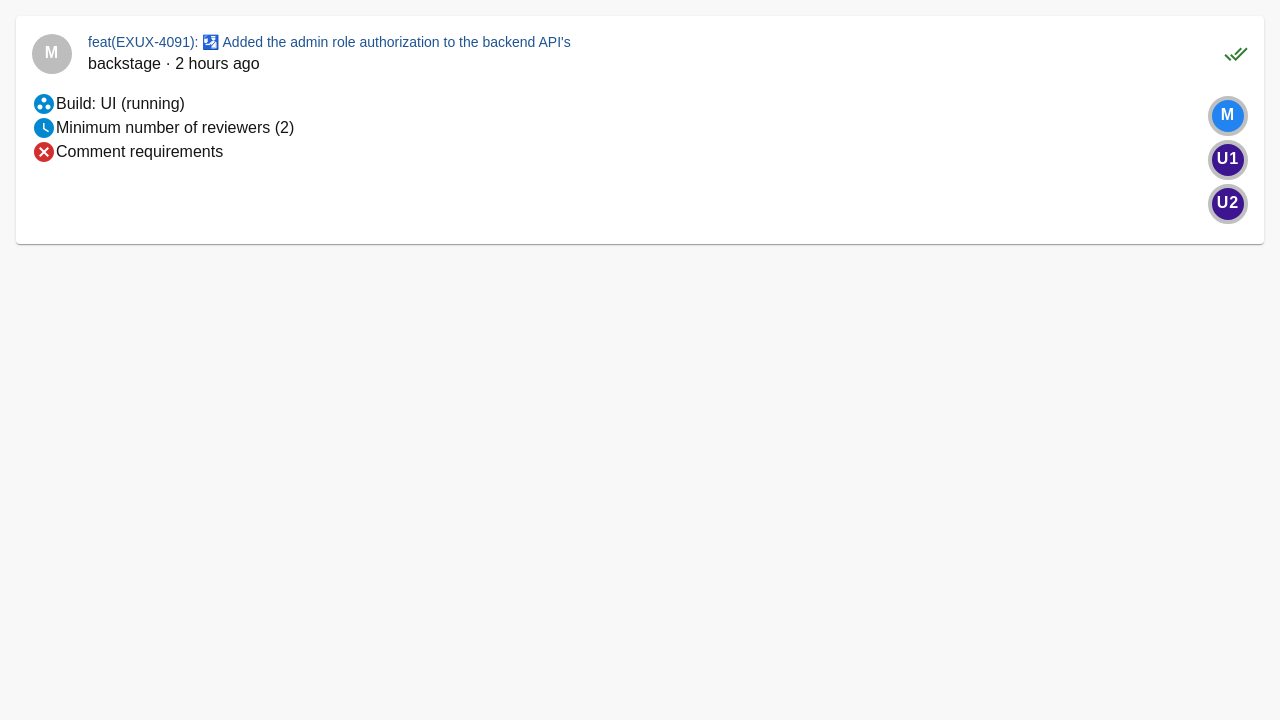 M
feat(EXUX-4091): 🛂 Added the admin role authorization to the backend API's
backstage · 2 hours ago
Build: UI (running)
Minimum number of reviewers (2)
Comment requirements
M
U1
U2